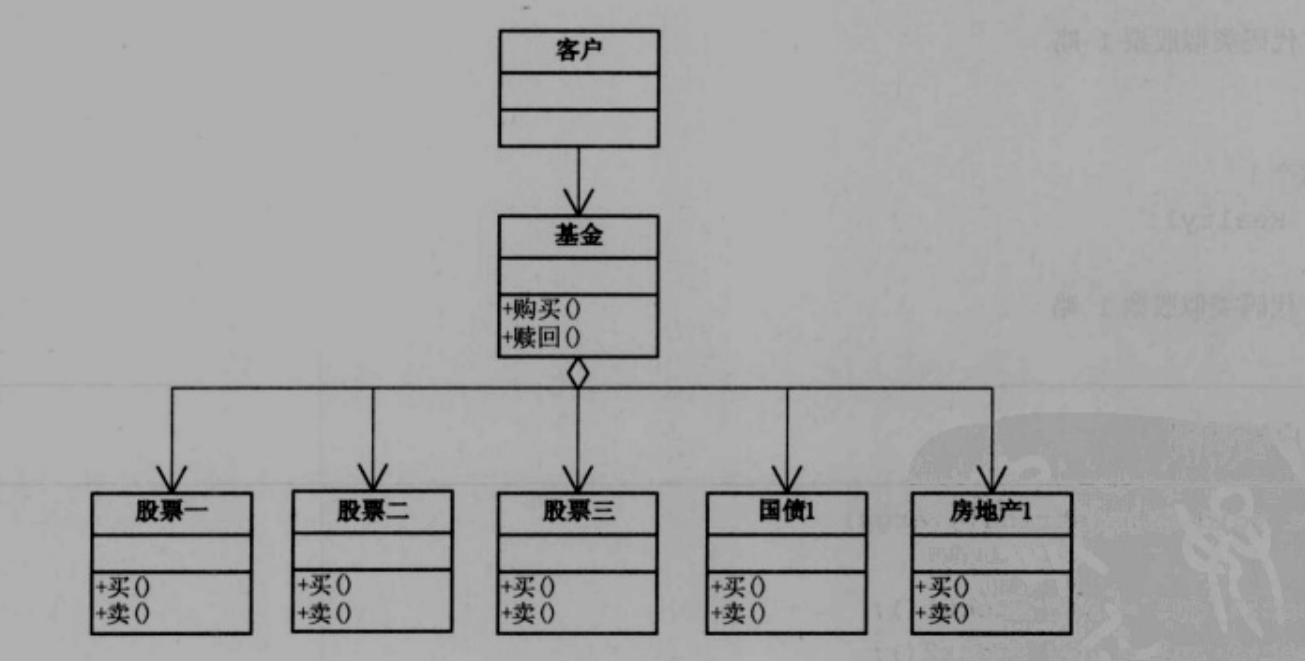 客户
基金
+购买()
+赎回()
股票一
股票二
股票三
国债1
房地产1
+买()
+卖()
+买()
+卖()
+买()
+卖()
+买()
+卖()
+买()
+卖()